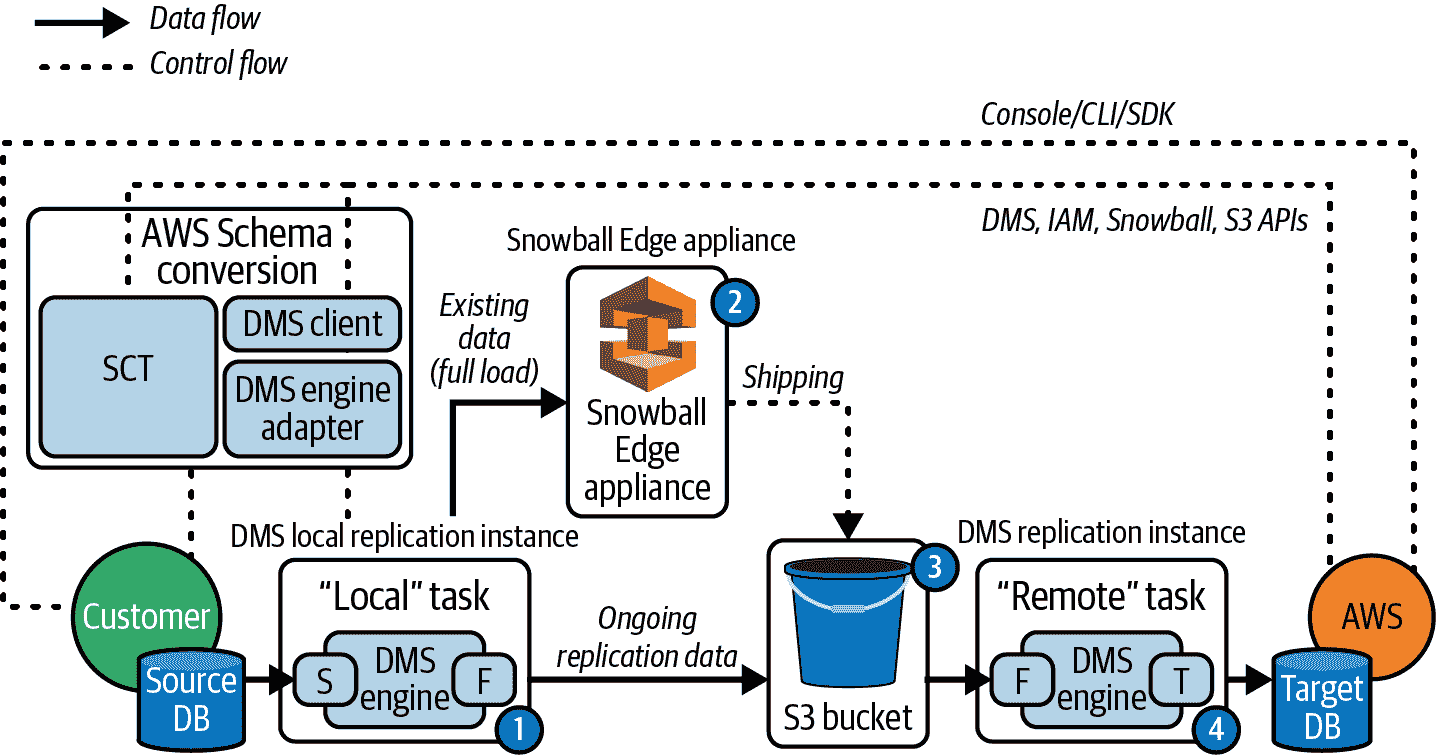 Data flow
Control flow
Console/CLI/SDK
DMS, IAM, Snowball, S3 APIs
AWS Schema
conversion
SCT
DMS client
DMS engine
adapter
Existing
data
(full load)
Snowball Edge appliance
2
Snowball
Edge
appliance
Shipping
DMS local replication instance
“Local” task
S
DMS
engine
F
1
Customer
Source
DB
Ongoing
replication data
3
S3 bucket
DMS replication instance
“Remote” task
F
DMS
engine
T
4
AWS
Target
DB